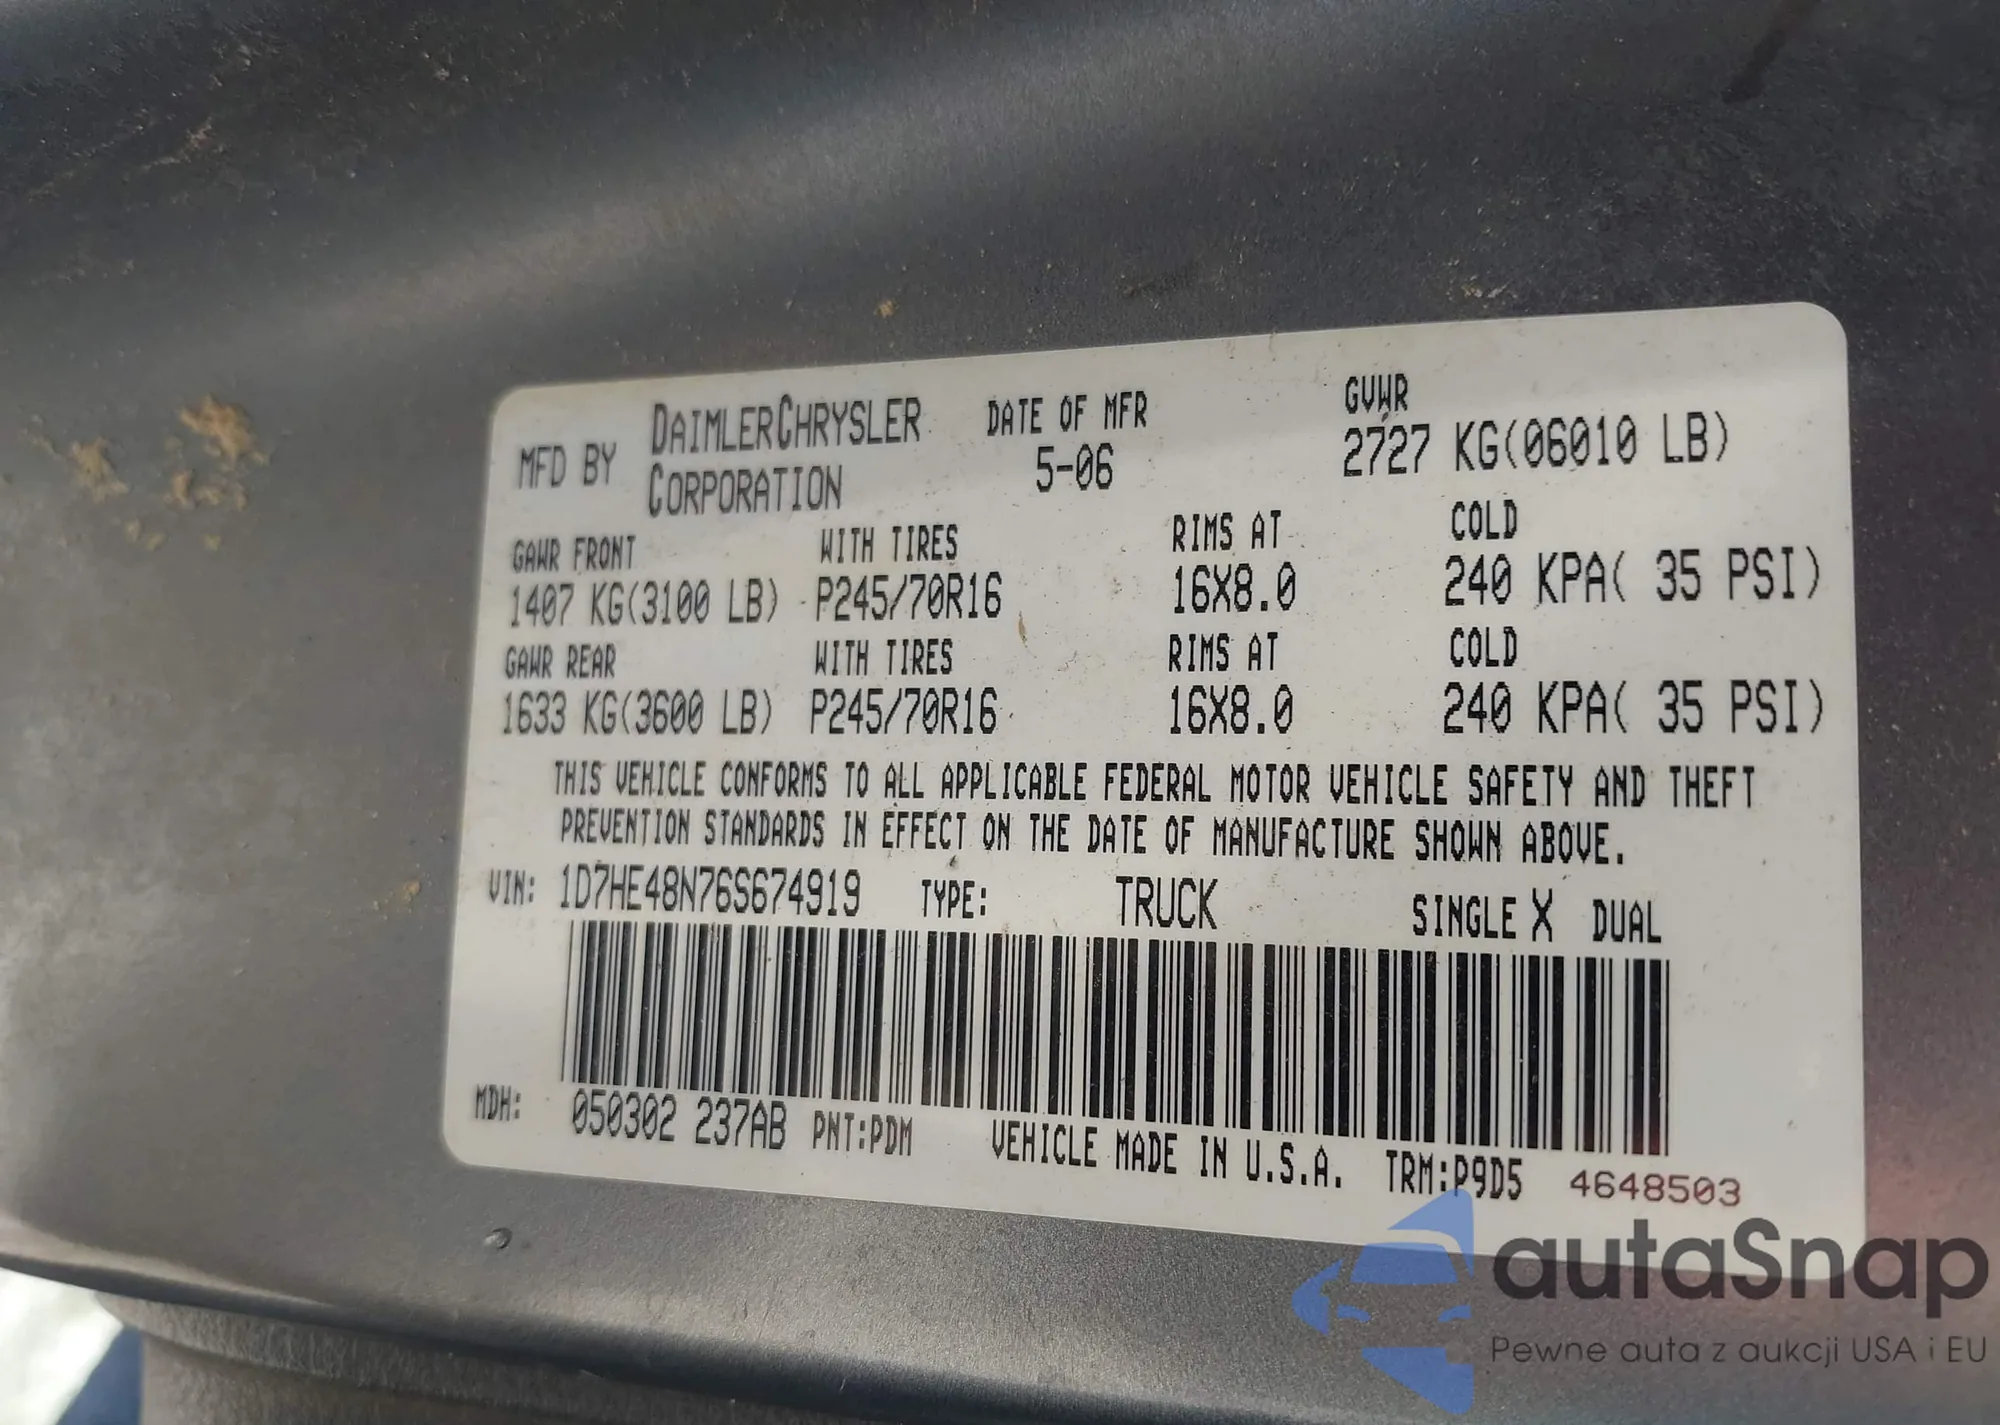 MFD BY DAIMLERCHRYSLER CORPORATION DATE OF MFR 5-06 GVWR 2727 KG(06010 LB)
GAWR FRONT WITH TIRES RIMS AT COLD
1407 KG(3100 LB) P245/70R16 16X8.0 240 KPA( 35 PSI)
GAWR REAR WITH TIRES RIMS AT COLD
1633 KG(3600 LB) P245/70R16 16X8.0 240 KPA( 35 PSI)
THIS VEHICLE CONFORMS TO ALL APPLICABLE FEDERAL MOTOR VEHICLE SAFETY AND THEFT
PREVENTION STANDARDS IN EFFECT ON THE DATE OF MANUFACTURE SHOWN ABOVE.
VIN: 1D7HE48N76S674919 TYPE: TRUCK SINGLE X DUAL
MDH: 050302 237AB PNT:PDM VEHICLE MADE IN U.S.A. TRM:P9D5 4648503
autaSnap
Pewne auta z aukcji USA i EU